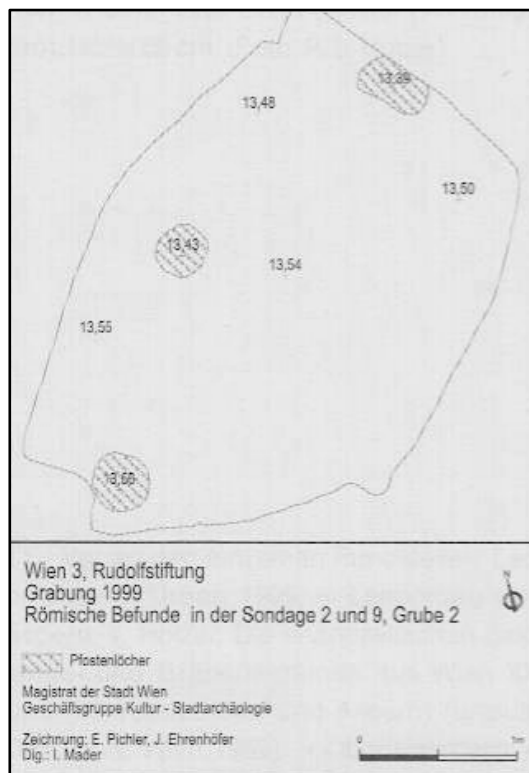 13,39
13,48
13,50
13,43
13,54
13,55
Wien 3, Rudolfstiftung
Grabung 1999
Römische Befunde in der Sondage 2 und 9, Grube 2
Pfostenlöcher
Magistrat der Stadt Wien
Geschäftsgruppe Kultur - Stadtarchäologie
Zeichnung: E. Pichler, J. Ehrenhöfer
Dig.: I. Mader
0 1m